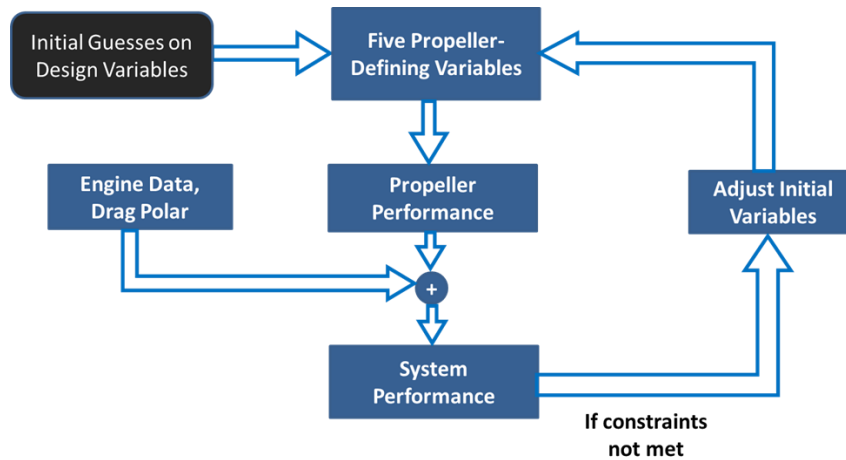 Initial Guesses on
Design Variables
Five Propeller-
Defining Variables
Engine Data,
Drag Polar
Propeller
Performance
Adjust Initial
Variables
+
System
Performance
If constraints
not met